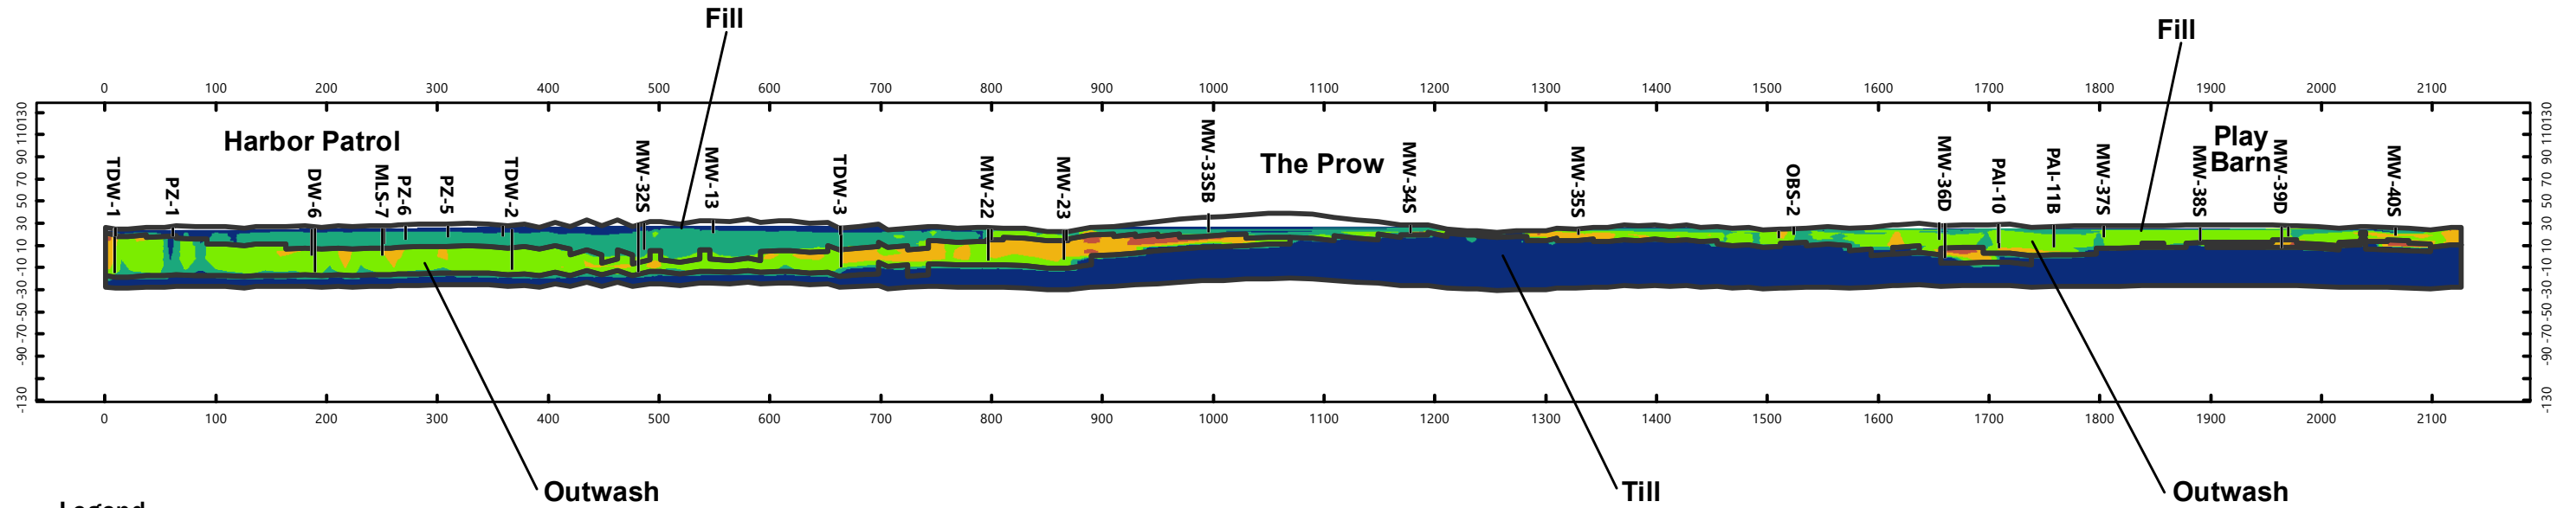 Fill
Fill
0 100 200 300 400 500 600 700 800 900 1000 1100 1200 1300 1400 1500 1600 1700 1800 1900 2000 2100
Harbor Patrol
The Prow
Play
Barn
TDW-1
PZ-1
DW-6
MLS-7
PZ-6
PZ-5
TDW-2
MW-32S
MW-13
TDW-3
MW-22
MW-23
MW-33SB
MW-34S
MW-35S
OBS-2
MW-36D
PAI-10
PAI-11B
MW-37S
MW-38S
MW-39D
MW-40S
-130 -90 -70 -50 -30 -10 10 30 50 70 90 110 130
-130 -90 -70 -50 -30 -10 10 30 50 70 90 110 130
0 100 200 300 400 500 600 700 800 900 1000 1100 1200 1300 1400 1500 1600 1700 1800 1900 2000 2100
Outwash
Till
Outwash
Legend